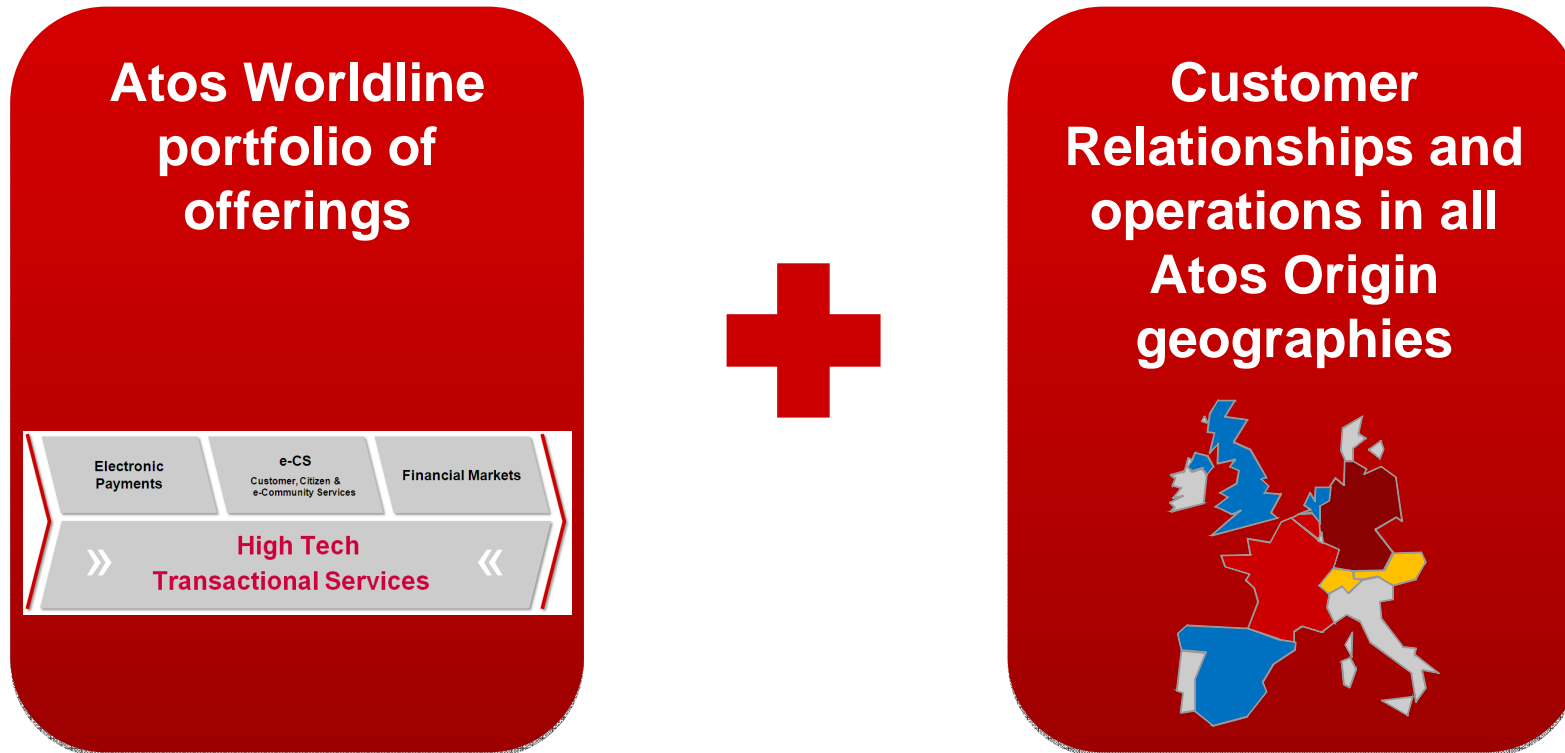 Atos Worldline
portfolio of
offerings
Electronic
Payments
e-CS
Customer, Citizen &
e-Community Services
Financial Markets
» High Tech «
Transactional Services
Customer
Relationships and
operations in all
Atos Origin
geographies